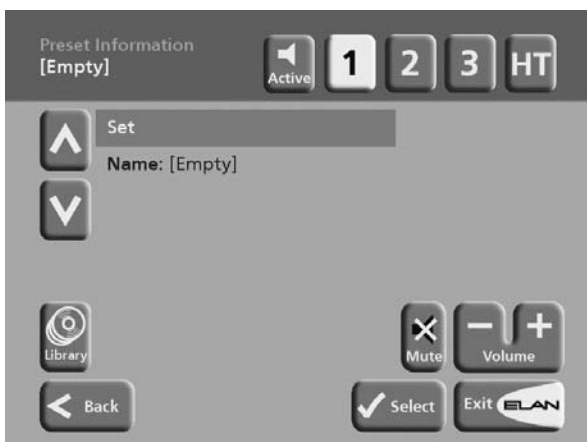 Preset Information
[Empty]
Active
1
2
3
HT
Set
Name: [Empty]
Library
Mute
− +
Volume
< Back
Select
Exit ELAN